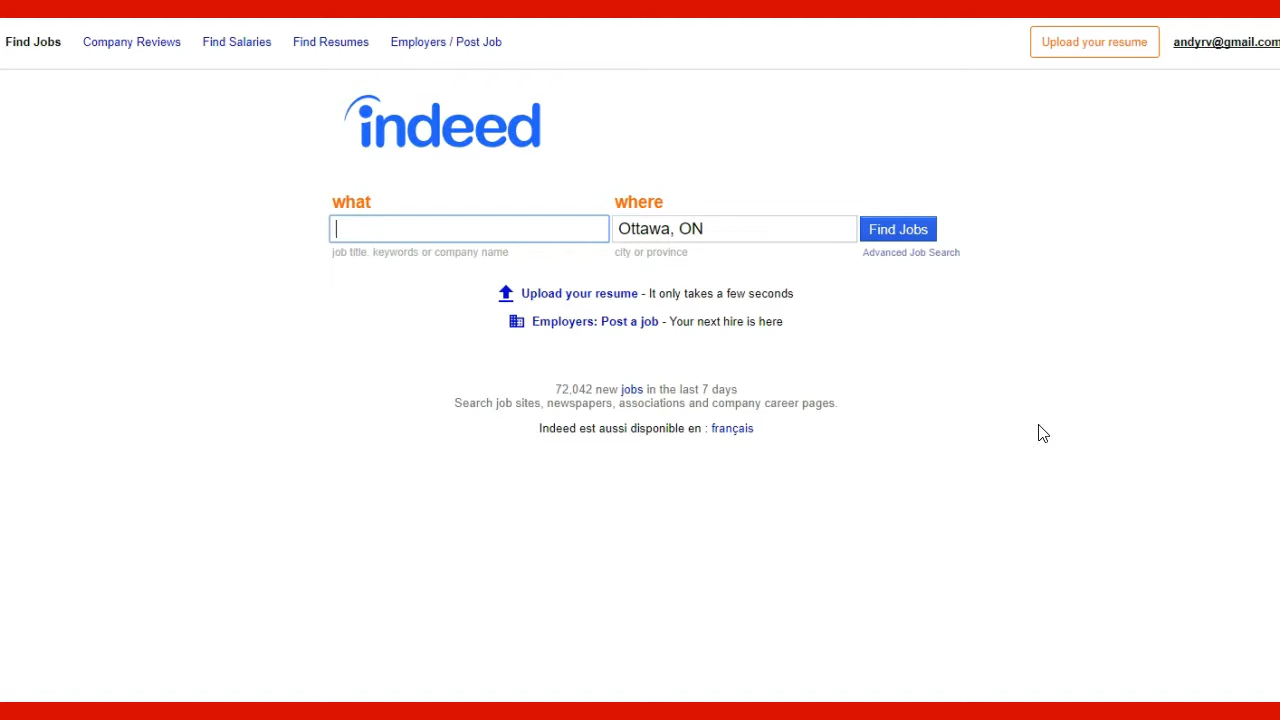 Find Jobs Company Reviews Find Salaries Find Resumes Employers / Post Job Upload your resume andyrv@gmail.com
indeed
what where
Ottawa, ON Find Jobs
job title, keywords or company name city or province Advanced Job Search
Upload your resume - It only takes a few seconds
Employers: Post a job - Your next hire is here
72,042 new jobs in the last 7 days
Search job sites, newspapers, associations and company career pages.
Indeed est aussi disponible en : français